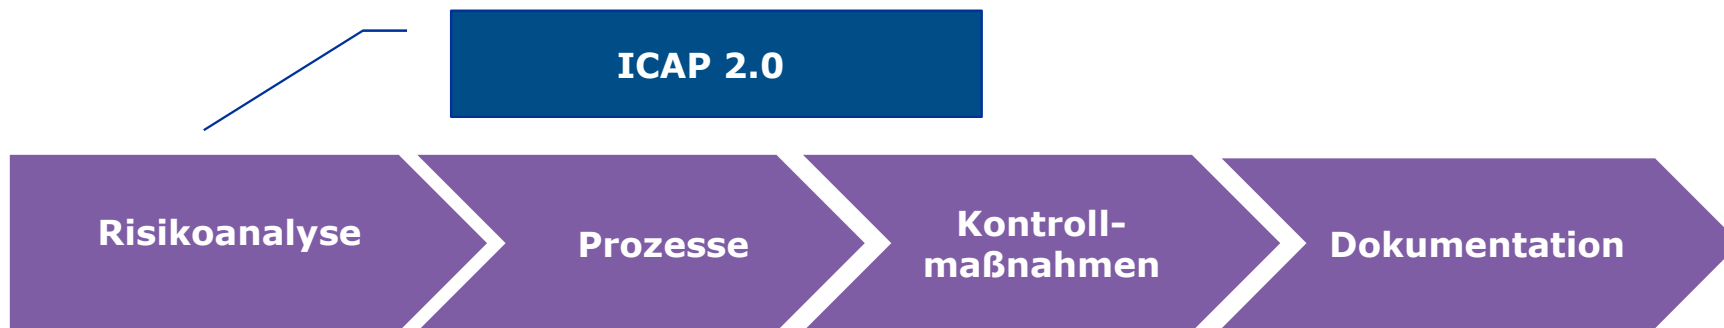 ICAP 2.0
Risikoanalyse
Prozesse
Kontroll-
maßnahmen
Dokumentation